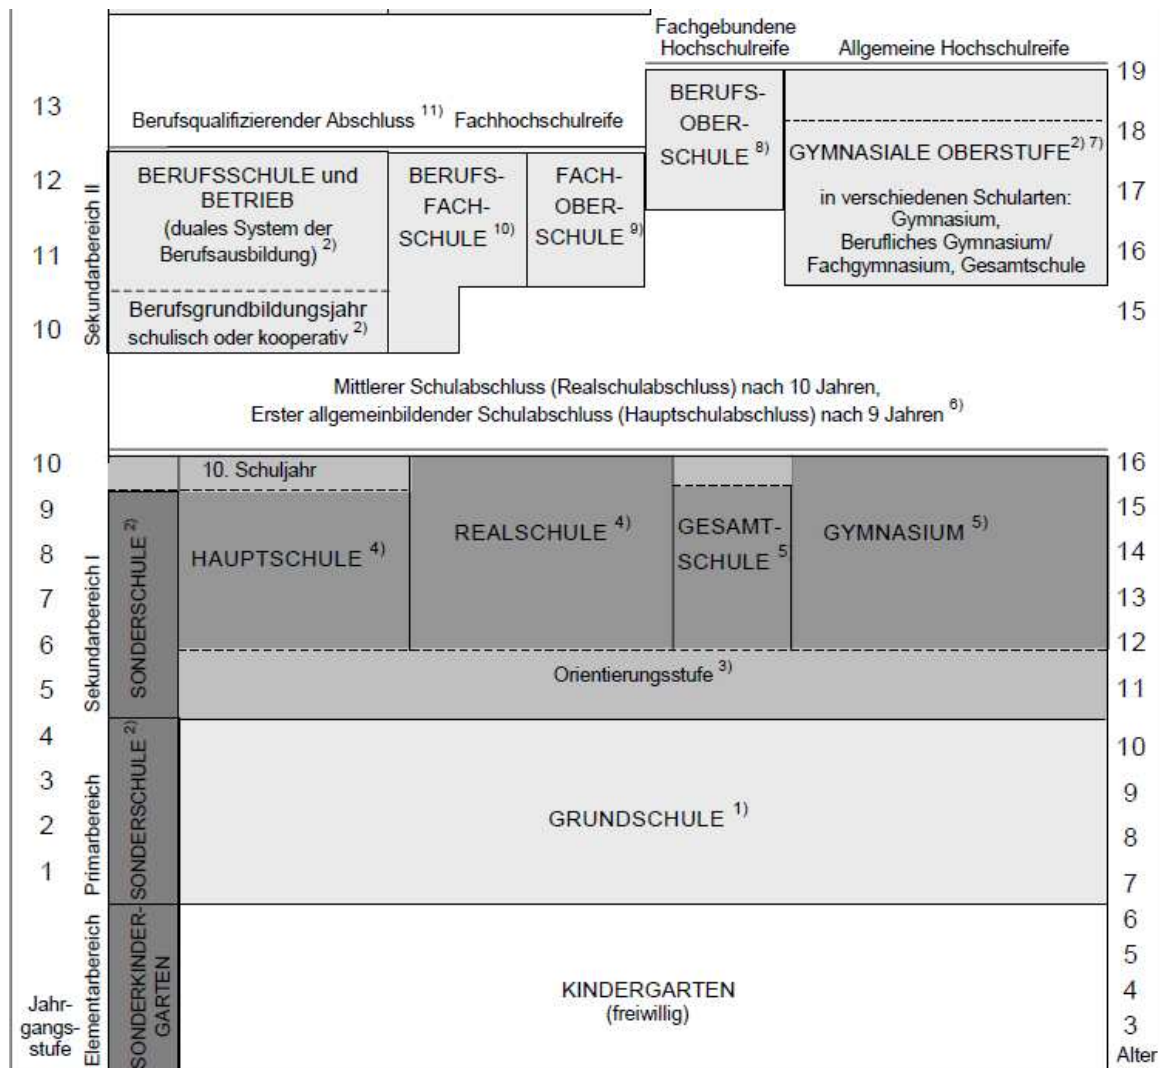 Fachgebundene
Hochschulreife
Allgemeine Hochschulreife
19
13
BERUFS-
OBER-
SCHULE 8)
Berufsqualifizierender Abschluss 11) Fachhochschulreife
18
GYMNASIALE OBERSTUFE 2) 7)
in verschiedenen Schularten:
Gymnasium,
Berufliches Gymnasium/
Fachgymnasium, Gesamtschule
12
BERUFSSCHULE und
BETRIEB
(duales System der
Berufsausbildung) 2)
BERUFS-
FACH-
SCHULE 10)
FACH-
OBER-
SCHULE 9)
17
11
16
Sekundarbereich II
Berufsgrundbildungsjahr
schulisch oder kooperativ 2)
15
10
Mittlerer Schulabschluss (Realschulabschluss) nach 10 Jahren,
Erster allgemeinbildender Schulabschluss (Hauptschulabschluss) nach 9 Jahren 6)
10
10. Schuljahr
16
9
15
8
SONDERSCHULE 2)
HAUPTSCHULE 4)
REALSCHULE 4)
GESAMT-
SCHULE 5)
GYMNASIUM 5)
14
7
13
6
12
Sekundarbereich I
Orientierungsstufe 3)
5
11
4
10
3
9
Primarbereich
SONDERSCHULE 2)
GRUNDSCHULE 1)
2
8
1
7
6
5
Elementarbereich
SONDERKINDER-
GARTEN
KINDERGARTEN
(freiwillig)
4
3
Jahr-
gangs-
stufe
Alter